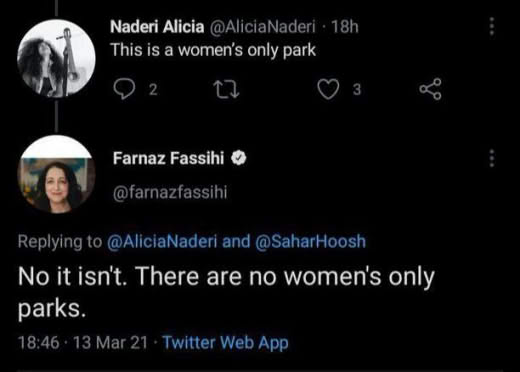 Naderi Alicia @AliciaNaderi · 18h
This is a women's only park
2 3
Farnaz Fassihi
@farnazfassihi
Replying to @AliciaNaderi and @SaharHoosh
No it isn't. There are no women's only
parks.
18:46 · 13 Mar 21 · Twitter Web App